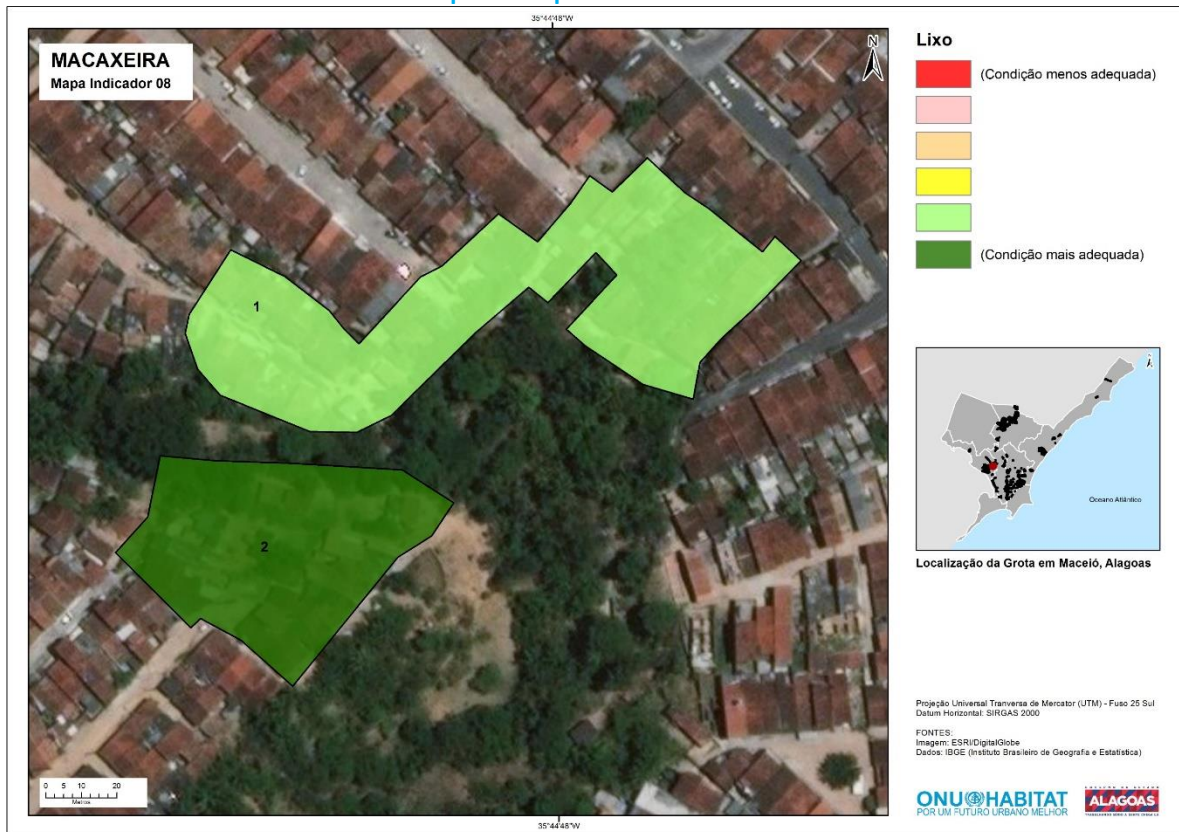 35°44'48"W
MACAXEIRA
Mapa Indicador 08
N
1
2
0 5 10 20
Metros
35°44'48"W
Lixo
(Condição menos adequada)
(Condição mais adequada)
N
Oceano Atlântico
Localização da Grota em Maceió, Alagoas
Projeção Universal Tranversa de Mercator (UTM) - Fuso 25 Sul
Datum Horizontal: SIRGAS 2000
FONTES:
Imagem: ESRI/DigitalGlobe
Dados: IBGE (Instituto Brasileiro de Geografia e Estatística)
ONU HABITAT
POR UM FUTURO URBANO MELHOR
ALAGOAS